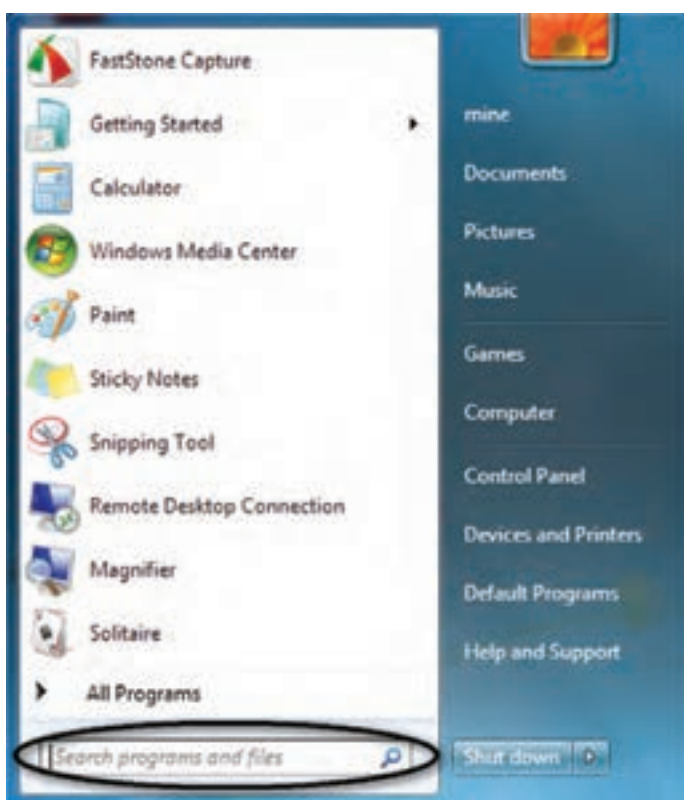 FastStone Capture
Getting Started
Calculator
Windows Media Center
Paint
Sticky Notes
Snipping Tool
Remote Desktop Connection
Magnifier
Solitaire
All Programs
Search programs and files
mine
Documents
Pictures
Music
Games
Computer
Control Panel
Devices and Printers
Default Programs
Help and Support
Shut down